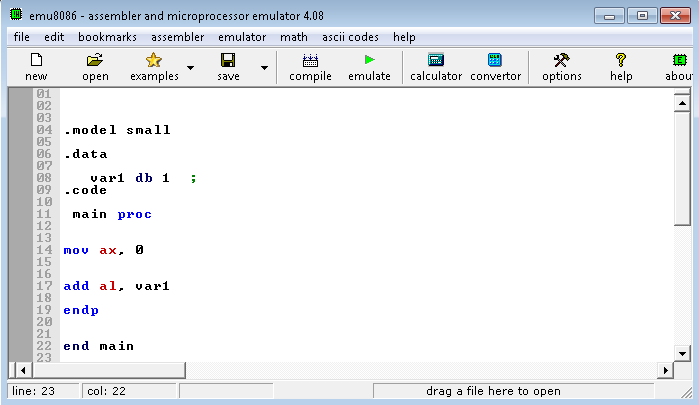 emu8086 - assembler and microprocessor emulator 4.08
file edit bookmarks assembler emulator math ascii codes help
new open examples save compile emulate calculator convertor options help about
01
02
03
04 .model small
05
06 .data
07
08 var1 db 1 ;
09 .code
10
11 main proc
12
13
14 mov ax, 0
15
16
17 add al, var1
18
19 endp
20
21
22 end main
23
line: 23 col: 22 drag a file here to open